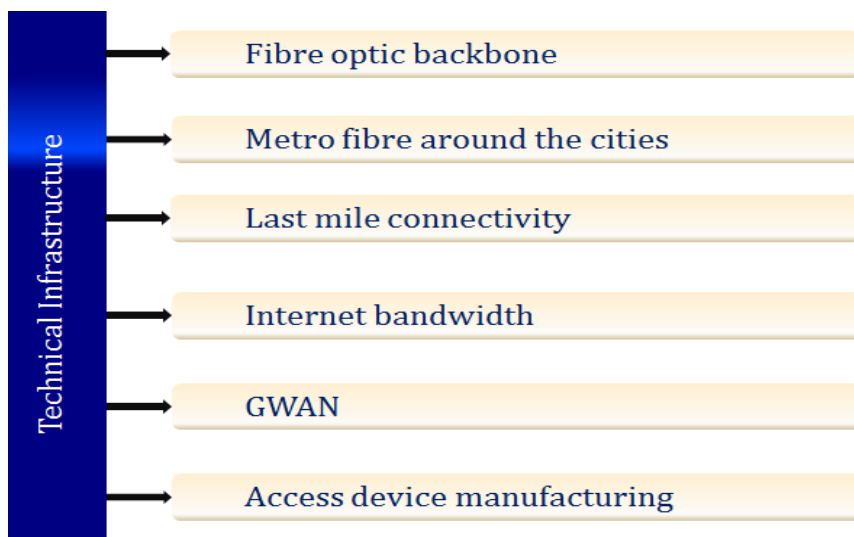 Technical Infrastructure
Fibre optic backbone
Metro fibre around the cities
Last mile connectivity
Internet bandwidth
GWAN
Access device manufacturing